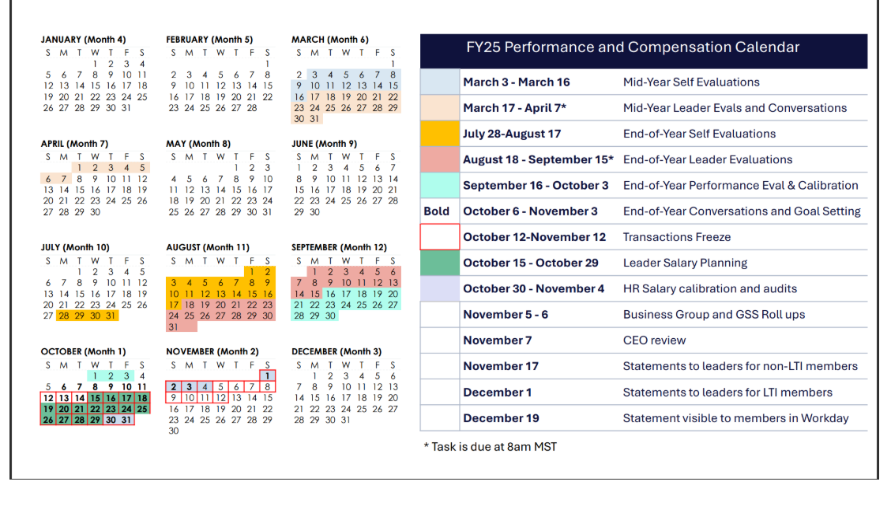 JANUARY (Month 4)
S M T W T F S
1 2 3 4
5 6 7 8 9 10 11
12 13 14 15 16 17 18
19 20 21 22 23 24 25
26 27 28 29 30 31
FEBRUARY (Month 5)
S M T W T F S
1
2 3 4 5 6 7 8
9 10 11 12 13 14 15
16 17 18 19 20 21 22
23 24 25 26 27 28
MARCH (Month 6)
S M T W T F S
1
2 3 4 5 6 7 8
9 10 11 12 13 14 15
16 17 18 19 20 21 22
23 24 25 26 27 28 29
30 31
APRIL (Month 7)
S M T W T F S
1 2 3 4 5
6 7 8 9 10 11 12
13 14 15 16 17 18 19
20 21 22 23 24 25 26
27 28 29 30
MAY (Month 8)
S M T W T F S
1 2 3
4 5 6 7 8 9 10
11 12 13 14 15 16 17
18 19 20 21 22 23 24
25 26 27 28 29 30 31
JUNE (Month 9)
S M T W T F S
1 2 3 4 5 6 7
8 9 10 11 12 13 14
15 16 17 18 19 20 21
22 23 24 25 26 27 28
29 30
JULY (Month 10)
S M T W T F S
1 2 3 4 5
6 7 8 9 10 11 12
13 14 15 16 17 18 19
20 21 22 23 24 25 26
27 28 29 30 31
AUGUST (Month 11)
S M T W T F S
1 2
3 4 5 6 7 8 9
10 11 12 13 14 15 16
17 18 19 20 21 22 23
24 25 26 27 28 29 30
31
SEPTEMBER (Month 12)
S M T W T F S
1 2 3 4 5 6
7 8 9 10 11 12 13
14 15 16 17 18 19 20
21 22 23 24 25 26 27
28 29 30
OCTOBER (Month 1)
S M T W T F S
1 2 3 4
5 6 7 8 9 10 11
12 13 14 15 16 17 18
19 20 21 22 23 24 25
26 27 28 29 30 31
NOVEMBER (Month 2)
S M T W T F S
1
2 3 4 5 6 7 8
9 10 11 12 13 14 15
16 17 18 19 20 21 22
23 24 25 26 27 28 29
30
DECEMBER (Month 3)
S M T W T F S
1 2 3 4 5 6
7 8 9 10 11 12 13
14 15 16 17 18 19 20
21 22 23 24 25 26 27
28 29 30 31
FY25 Performance and Compensation Calendar
March 3 - March 16 Mid-Year Self Evaluations
March 17 - April 7* Mid-Year Leader Evals and Conversations
July 28-August 17 End-of-Year Self Evaluations
August 18 - September 15* End-of-Year Leader Evaluations
September 16 - October 3 End-of-Year Performance Eval & Calibration
Bold October 6 - November 3 End-of-Year Conversations and Goal Setting
October 12-November 12 Transactions Freeze
October 15 - October 29 Leader Salary Planning
October 30 - November 4 HR Salary calibration and audits
November 5 - 6 Business Group and GSS Roll ups
November 7 CEO review
November 17 Statements to leaders for non-LTI members
December 1 Statements to leaders for LTI members
December 19 Statement visible to members in Workday
* Task is due at 8am MST